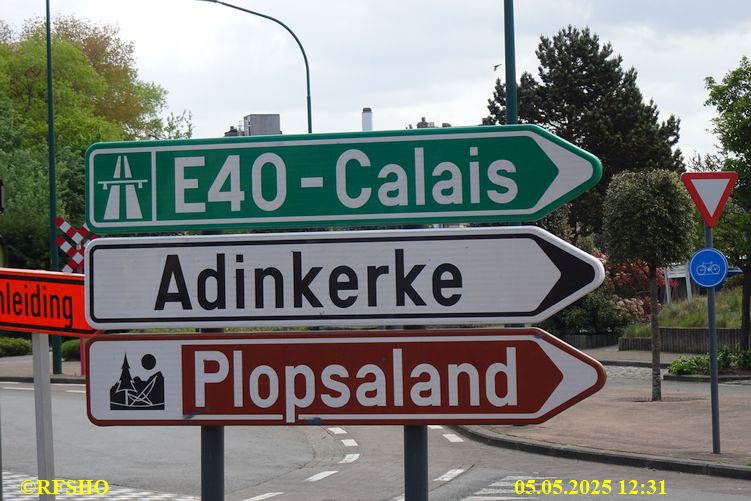 E40 - Calais
Adinkerke
nleiding
Plopsaland
©RFSHO
05.05.2025 12:31